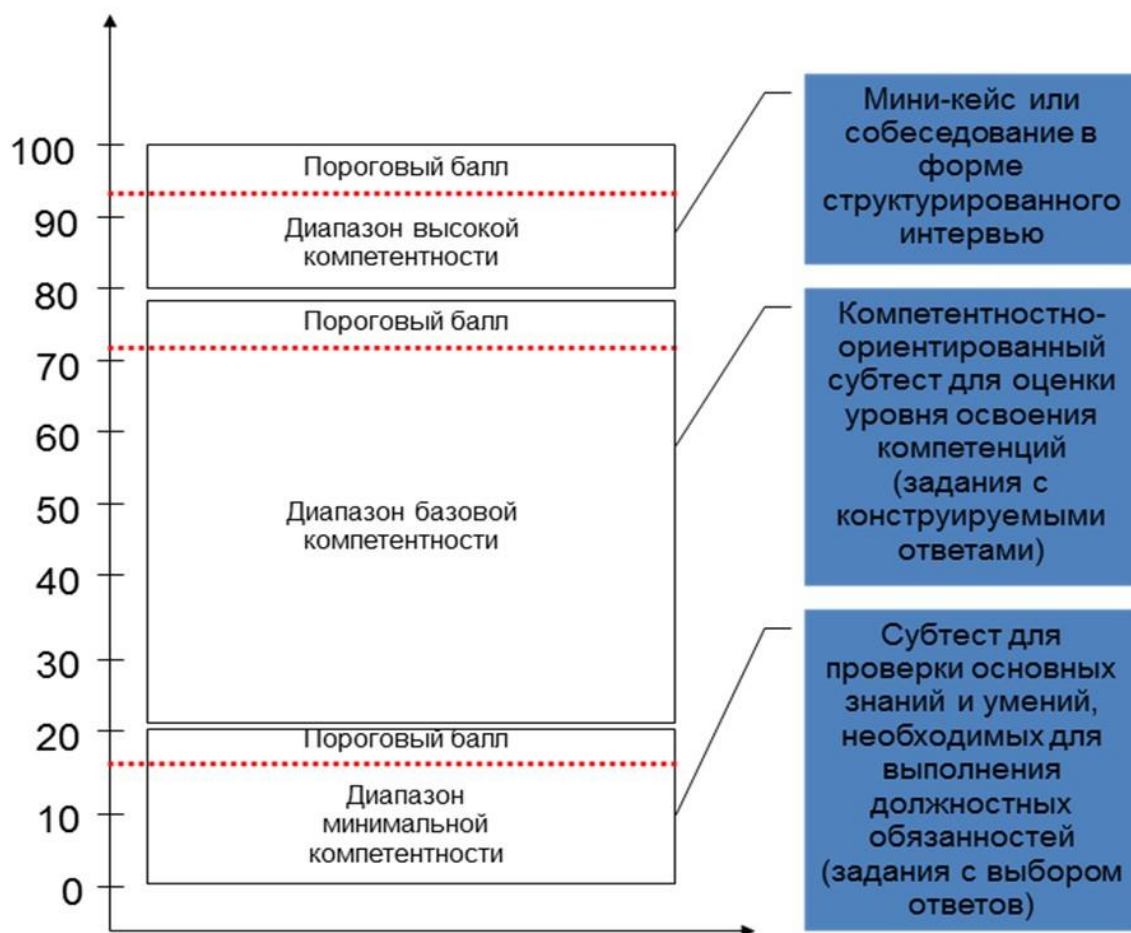 100
90
80
70
60
50
40
30
20
10
0
Пороговый балл
Диапазон высокой
компетентности
Пороговый балл
Диапазон базовой
компетентности
Пороговый балл
Диапазон
минимальной
компетентности
Мини-кейс или
собеседование в
форме
структурированного
интервью
Компетентностно-
ориентированный
субтест для оценки
уровня освоения
компетенций
(задания с
конструируемыми
ответами)
Субтест для
проверки основных
знаний и умений,
необходимых для
выполнения
должностных
обязанностей
(задания с выбором
ответов)